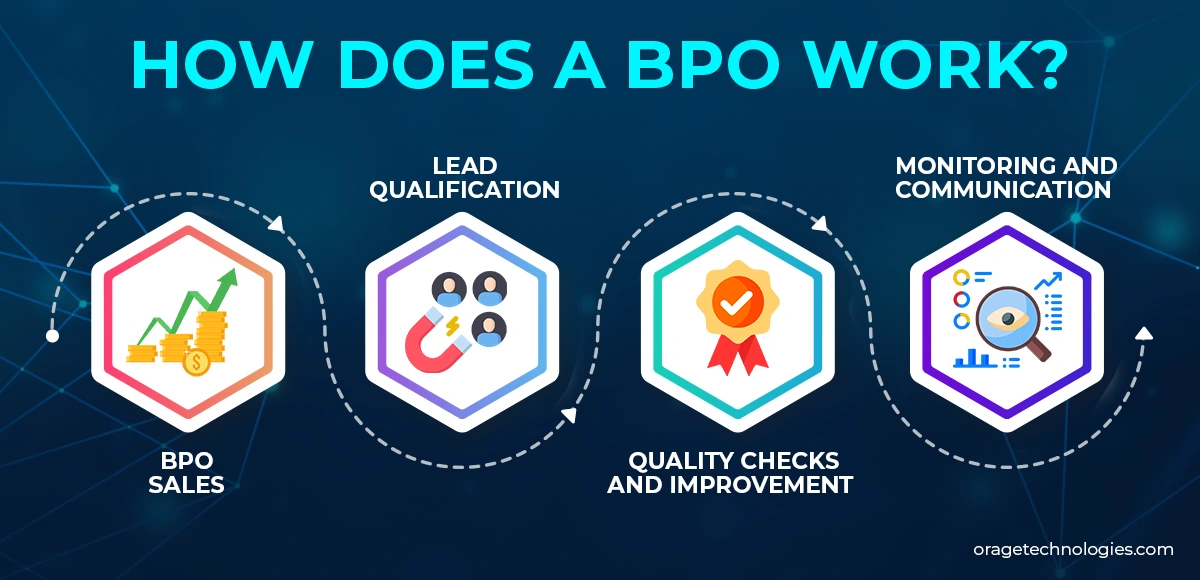 HOW DOES A BPO WORK?
BPO
SALES
LEAD
QUALIFICATION
QUALITY CHECKS
AND IMPROVEMENT
MONITORING AND
COMMUNICATION
$
oragetechnologies.com